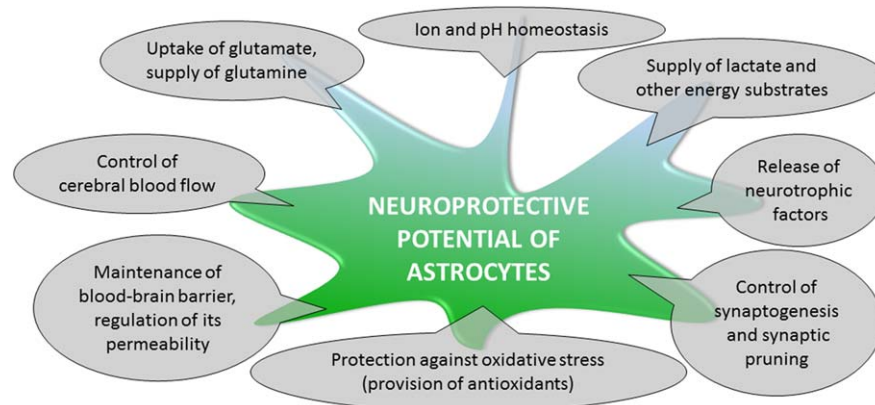 Ion and pH homeostasis
Uptake of glutamate,
supply of glutamine
Supply of lactate and
other energy substrates
Control of
cerebral blood flow
Release of
neurotrophic
factors
NEUROPROTECTIVE
POTENTIAL OF
ASTROCYTES
Maintenance of
blood-brain barrier,
regulation of its
permeability
Control of
synaptogenesis
and synaptic
pruning
Protection against oxidative stress
(provision of antioxidants)